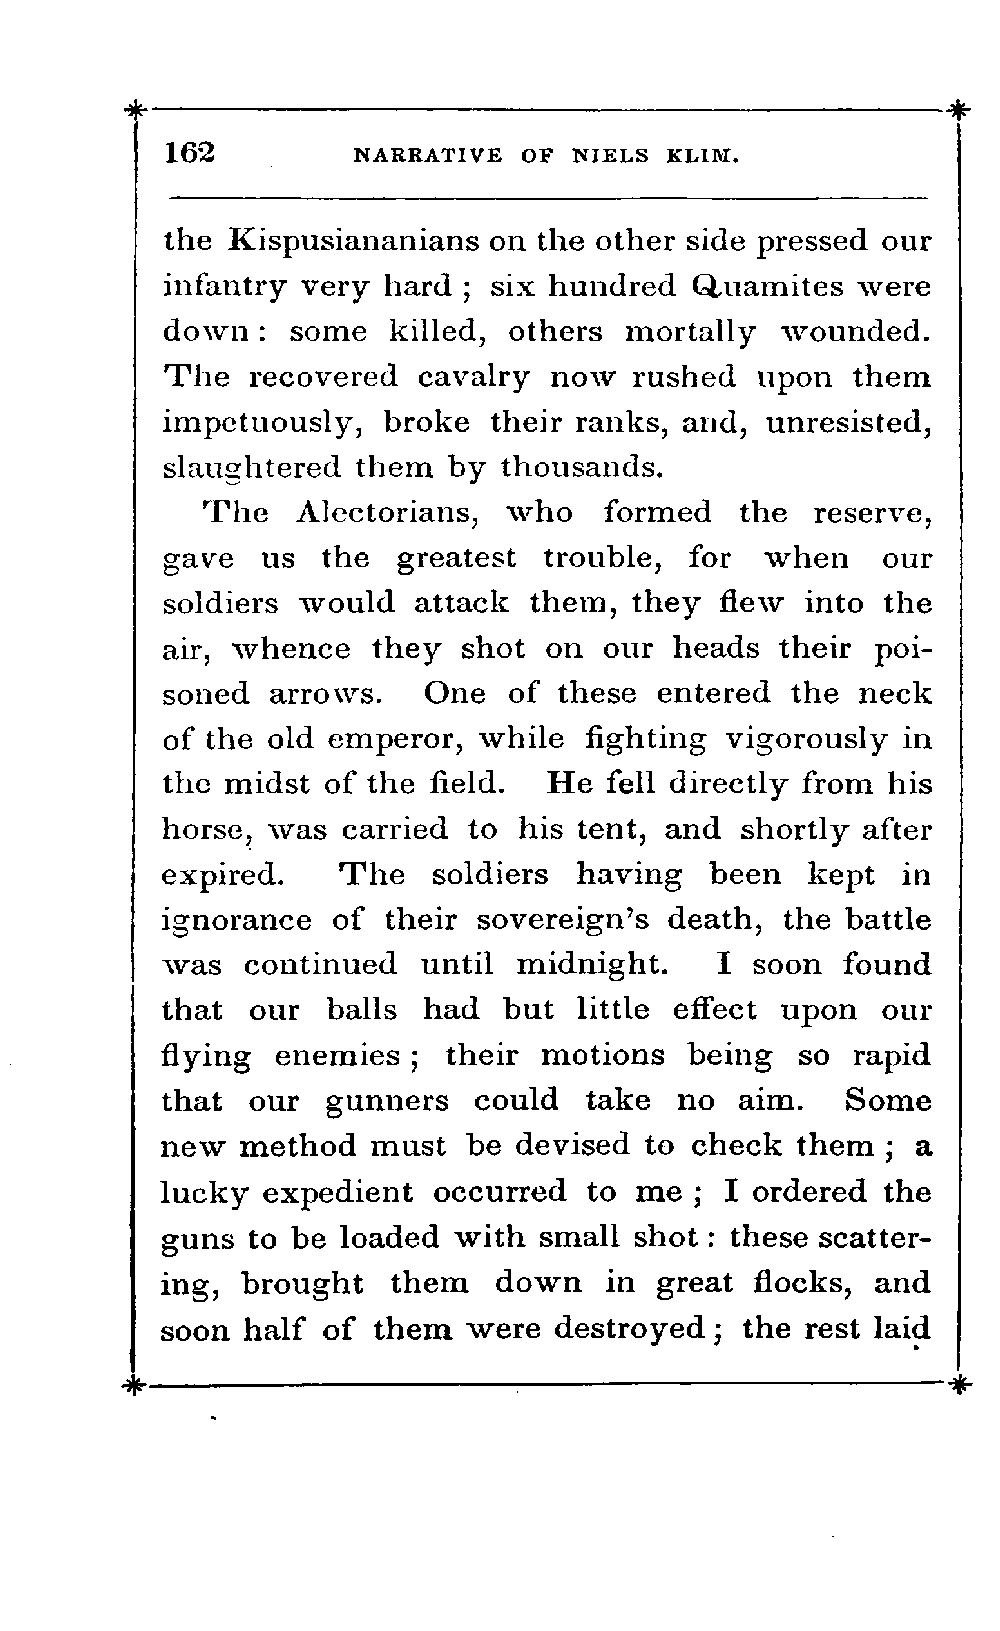 162 NARRATIVE OF NIELS KLIM.
the Kispusiananians on the other side pressed our
infantry very hard ; six hundred Quamites were
down : some killed, others mortally wounded.
The recovered cavalry now rushed upon them
impetuously, broke their ranks, and, unresisted,
slaughtered them by thousands.
The Alectorians, who formed the reserve,
gave us the greatest trouble, for when our
soldiers would attack them, they flew into the
air, whence they shot on our heads their poi-
soned arrows. One of these entered the neck
of the old emperor, while fighting vigorously in
the midst of the field. He fell directly from his
horse, was carried to his tent, and shortly after
expired. The soldiers having been kept in
ignorance of their sovereign's death, the battle
was continued until midnight. I soon found
that our balls had but little effect upon our
flying enemies ; their motions being so rapid
that our gunners could take no aim. Some
new method must be devised to check them ; a
lucky expedient occurred to me ; I ordered the
guns to be loaded with small shot : these scatter-
ing, brought them down in great flocks, and
soon half of them were destroyed ; the rest laid